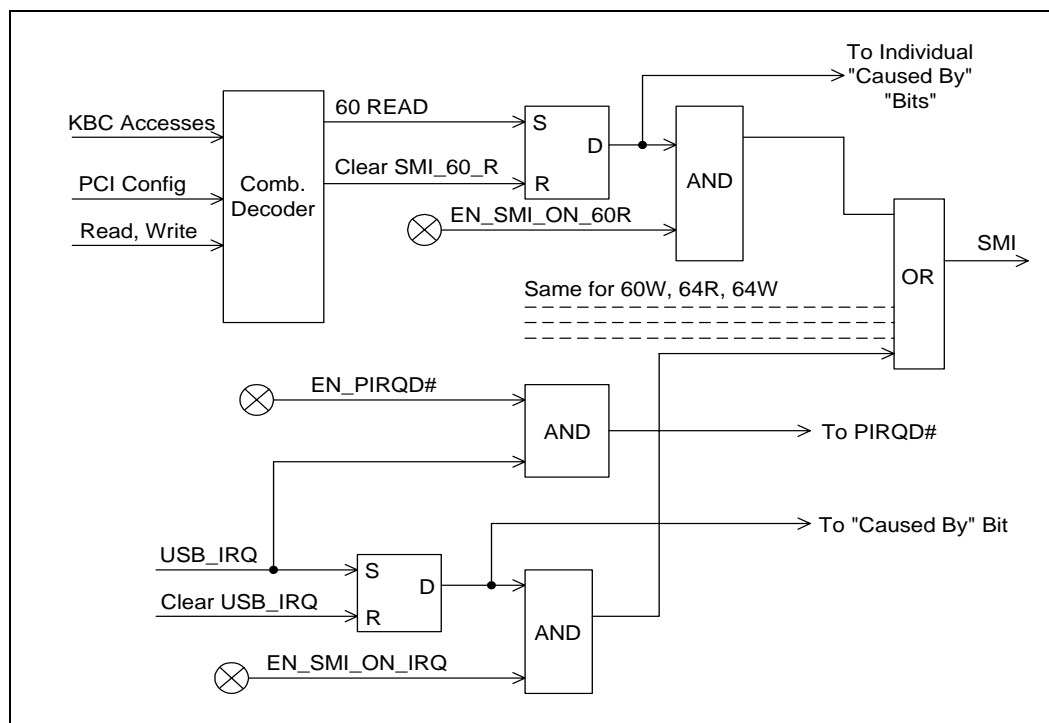 To Individual
"Caused By"
"Bits"
KBC Accesses
PCI Config
Read, Write
Comb.
Decoder
60 READ
Clear SMI_60_R
S
D
R
AND
EN_SMI_ON_60R
Same for 60W, 64R, 64W
OR
SMI
EN_PIRQD#
AND
To PIRQD#
To "Caused By" Bit
USB_IRQ
Clear USB_IRQ
S
D
R
AND
EN_SMI_ON_IRQ